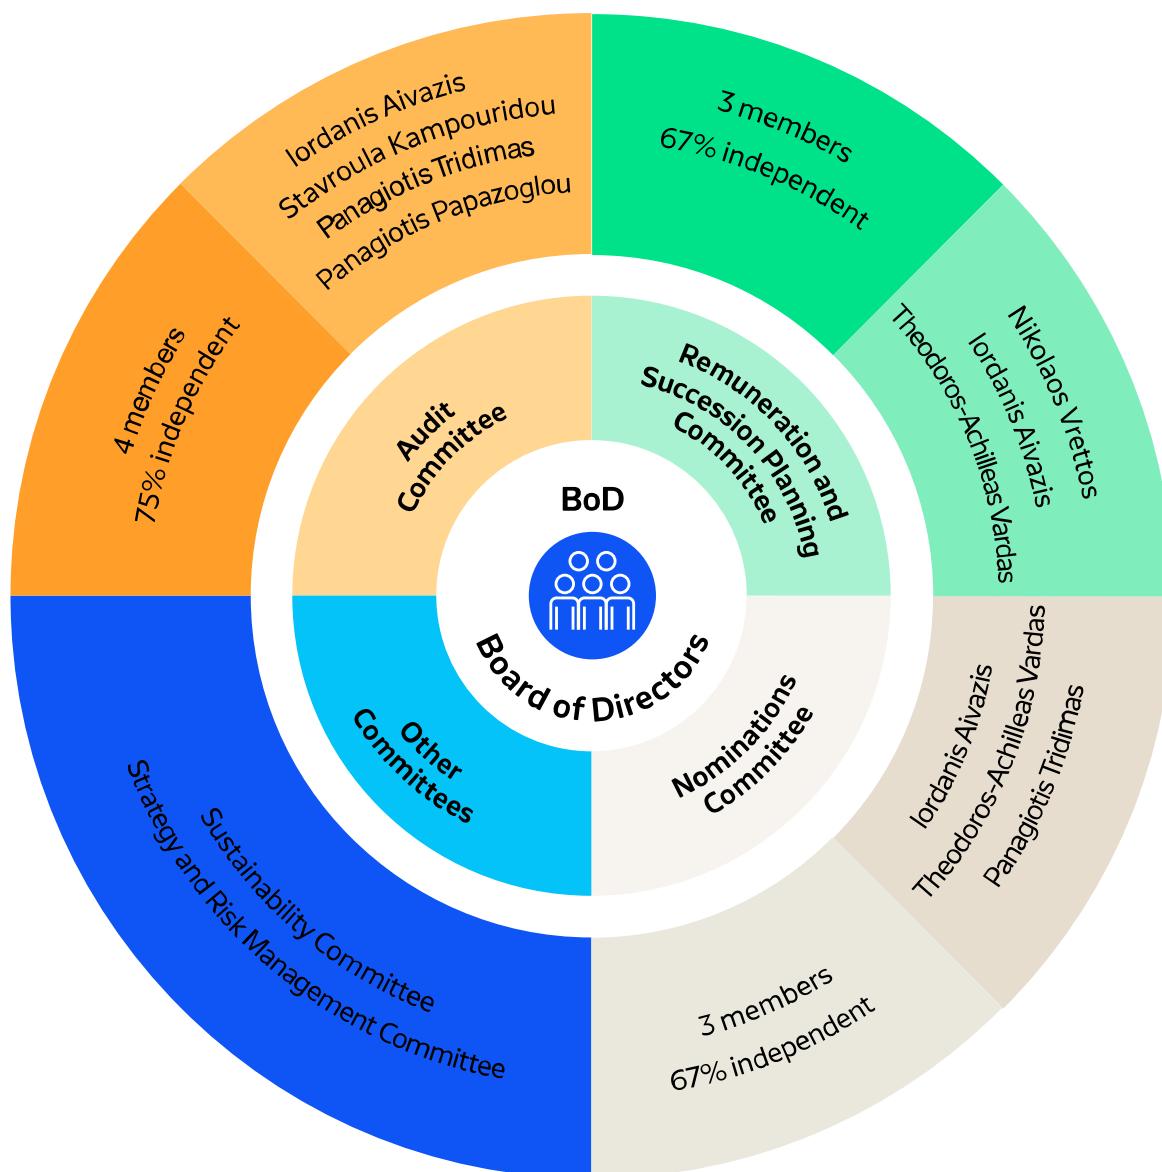 BoD
Board of Directors
Audit
Committee
4 members
75% independent
Iordanis Aivazis
Stavroula Kampouridou
Panagiotis Tridimas
Panagiotis Papazoglou
Remuneration and
Succession Planning
Committee
3 members
67% independent
Nikolaos Vrettos
Iordanis Aivazis
Theodoros-Achilleas Vardas
Nominations
Committee
Iordanis Aivazis
Theodoros-Achilleas Vardas
Panagiotis Tridimas
3 members
67% independent
Other
Committees
Sustainability Committee
Strategy and Risk Management Committee